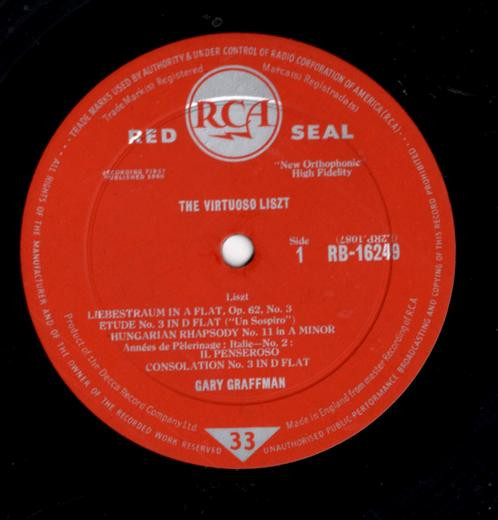 TRADE MARKS USED BY AUTHORITY & UNDER CONTROL OF RADIO CORPORATION OF AMERICA (RCA)
Trade Mark(s) Registered
Marca(s) Registrada(s)
RCA
RED SEAL
RECORDING FIRST
PUBLISHED 1960
"New Orthophonic"
High Fidelity
THE VIRTUOSO LISZT
Side
1
(L2RP.1087)
RB-16249
Liszt
LIEBESTRAUM IN A FLAT, Op. 62, No. 3
ETUDE No. 3 IN D FLAT ("Un Sospiro")
HUNGARIAN RHAPSODY No. 11 in A MINOR
Années de Pèlerinage : Italie—No. 2 :
IL PENSEROSO
CONSOLATION No. 3 IN D FLAT
GARY GRAFFMAN
Product of the Decca Record Company Ltd
Made in England from master Recording of R.C.A
33
ALL RIGHTS OF THE MANUFACTURER AND OF THE OWNER OF THE RECORDED WORK RESERVED
UNAUTHORISED PUBLIC PERFORMANCE BROADCASTING AND COPYING OF THIS RECORD PROHIBITED